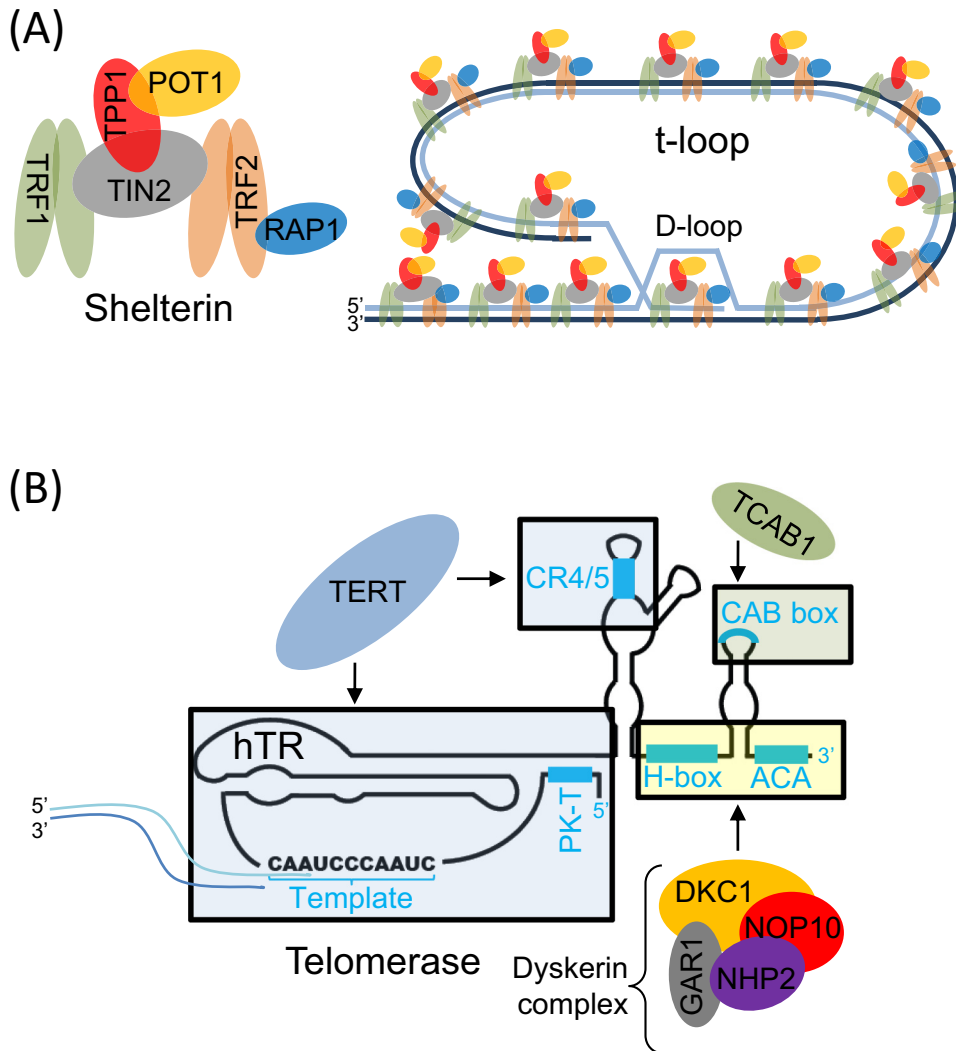 (A)
TRF1
TPP1
POT1
TIN2
TRF2
RAP1
Shelterin
t-loop
D-loop
5’
3’
(B)
TERT
CR4/5
TCAB1
CAB box
hTR
H-box
ACA
3’
PK-T
5’
5’
3’
CAAUCCCAAUC
Template
Telomerase
Dyskerin
complex
DKC1
NOP10
GAR1
NHP2